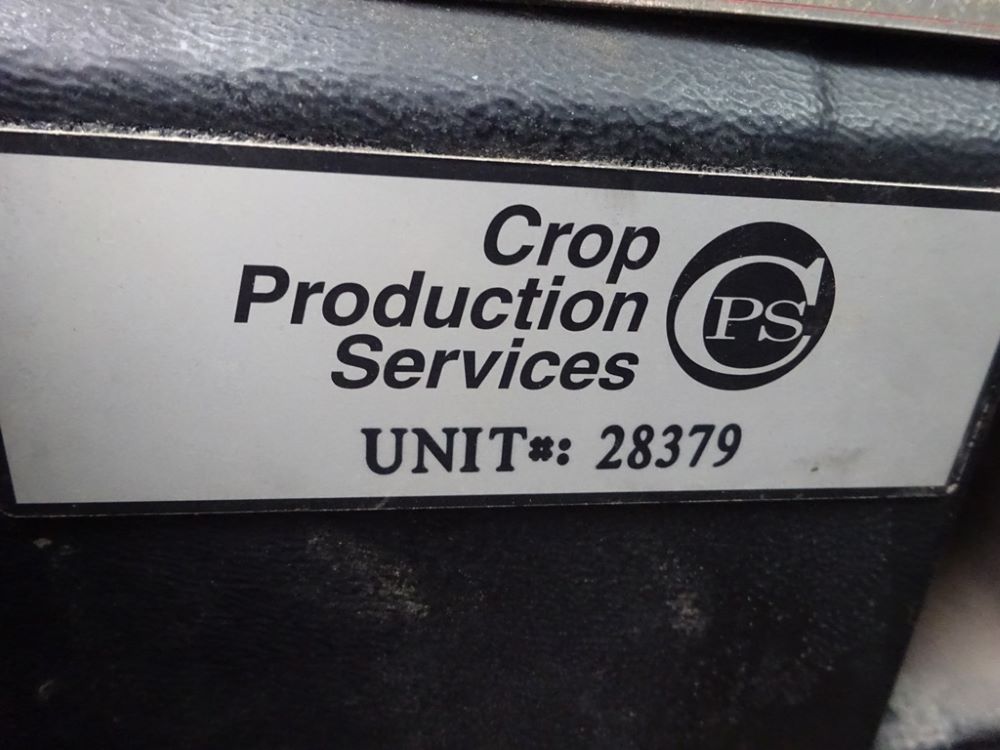 Crop
Production
Services
CPS
UNIT#: 28379